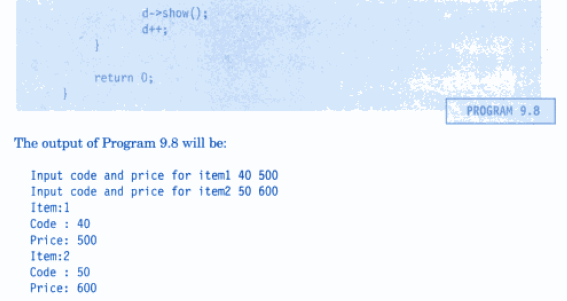 d->show();
d++;
}
return 0;
}
PROGRAM 9.8
The output of Program 9.8 will be:
Input code and price for item1 40 500
Input code and price for item2 50 600
Item:1
Code : 40
Price: 500
Item:2
Code : 50
Price: 600